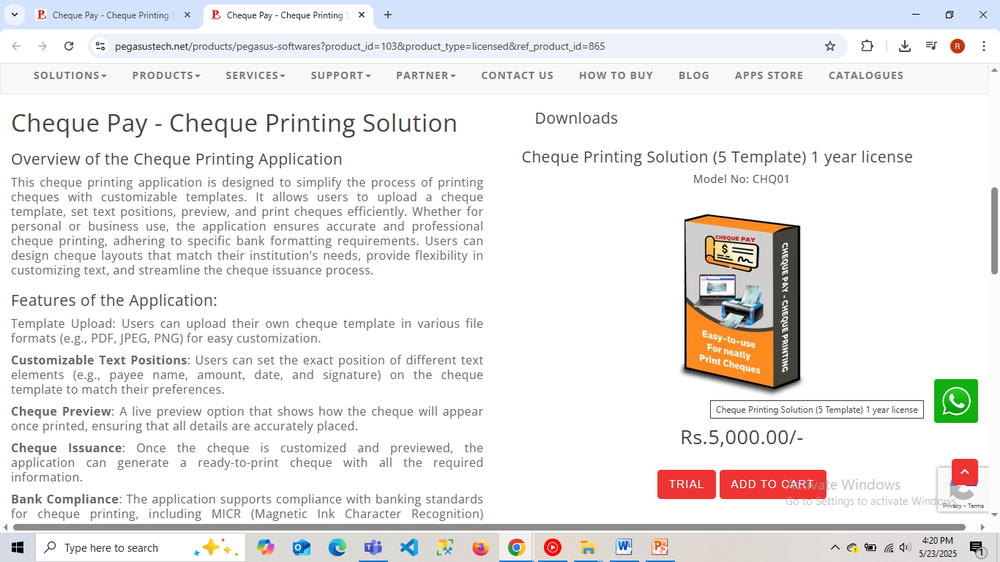 Cheque Pay - Cheque Printing S
Cheque Pay - Cheque Printing S
pegasustech.net/products/pegasus-softwares?product_id=103&product_type=licensed&ref_product_id=865
R
SOLUTIONS PRODUCTS SERVICES SUPPORT PARTNER CONTACT US HOW TO BUY BLOG APPS STORE CATALOGUES
Cheque Pay - Cheque Printing Solution
Overview of the Cheque Printing Application
This cheque printing application is designed to simplify the process of printing
cheques with customizable templates. It allows users to upload a cheque
template, set text positions, preview, and print cheques efficiently. Whether for
personal or business use, the application ensures accurate and professional
cheque printing, adhering to specific bank formatting requirements. Users can
design cheque layouts that match their institution's needs, provide flexibility in
customizing text, and streamline the cheque issuance process.
Features of the Application:
Template Upload: Users can upload their own cheque template in various file
formats (e.g., PDF, JPEG, PNG) for easy customization.
Customizable Text Positions: Users can set the exact position of different text
elements (e.g., payee name, amount, date, and signature) on the cheque
template to match their preferences.
Cheque Preview: A live preview option that shows how the cheque will appear
once printed, ensuring that all details are accurately placed.
Cheque Issuance: Once the cheque is customized and previewed, the
application can generate a ready-to-print cheque with all the required
information.
Bank Compliance: The application supports compliance with banking standards
for cheque printing, including MICR (Magnetic Ink Character Recognition)
Downloads
Cheque Printing Solution (5 Template) 1 year license
Model No: CHQ01
CHEQUE PAY
Easy-to-use
For neatly
Print Cheques
CHEQUE PAY - CHEQUE PRINTING
Cheque Printing Solution (5 Template) 1 year license
Rs.5,000.00/-
TRIAL
ADD TO CART
Activate Windows
Go to Settings to activate Windows.
Privacy - Terms
Type here to search
4:20 PM
5/23/2025
1